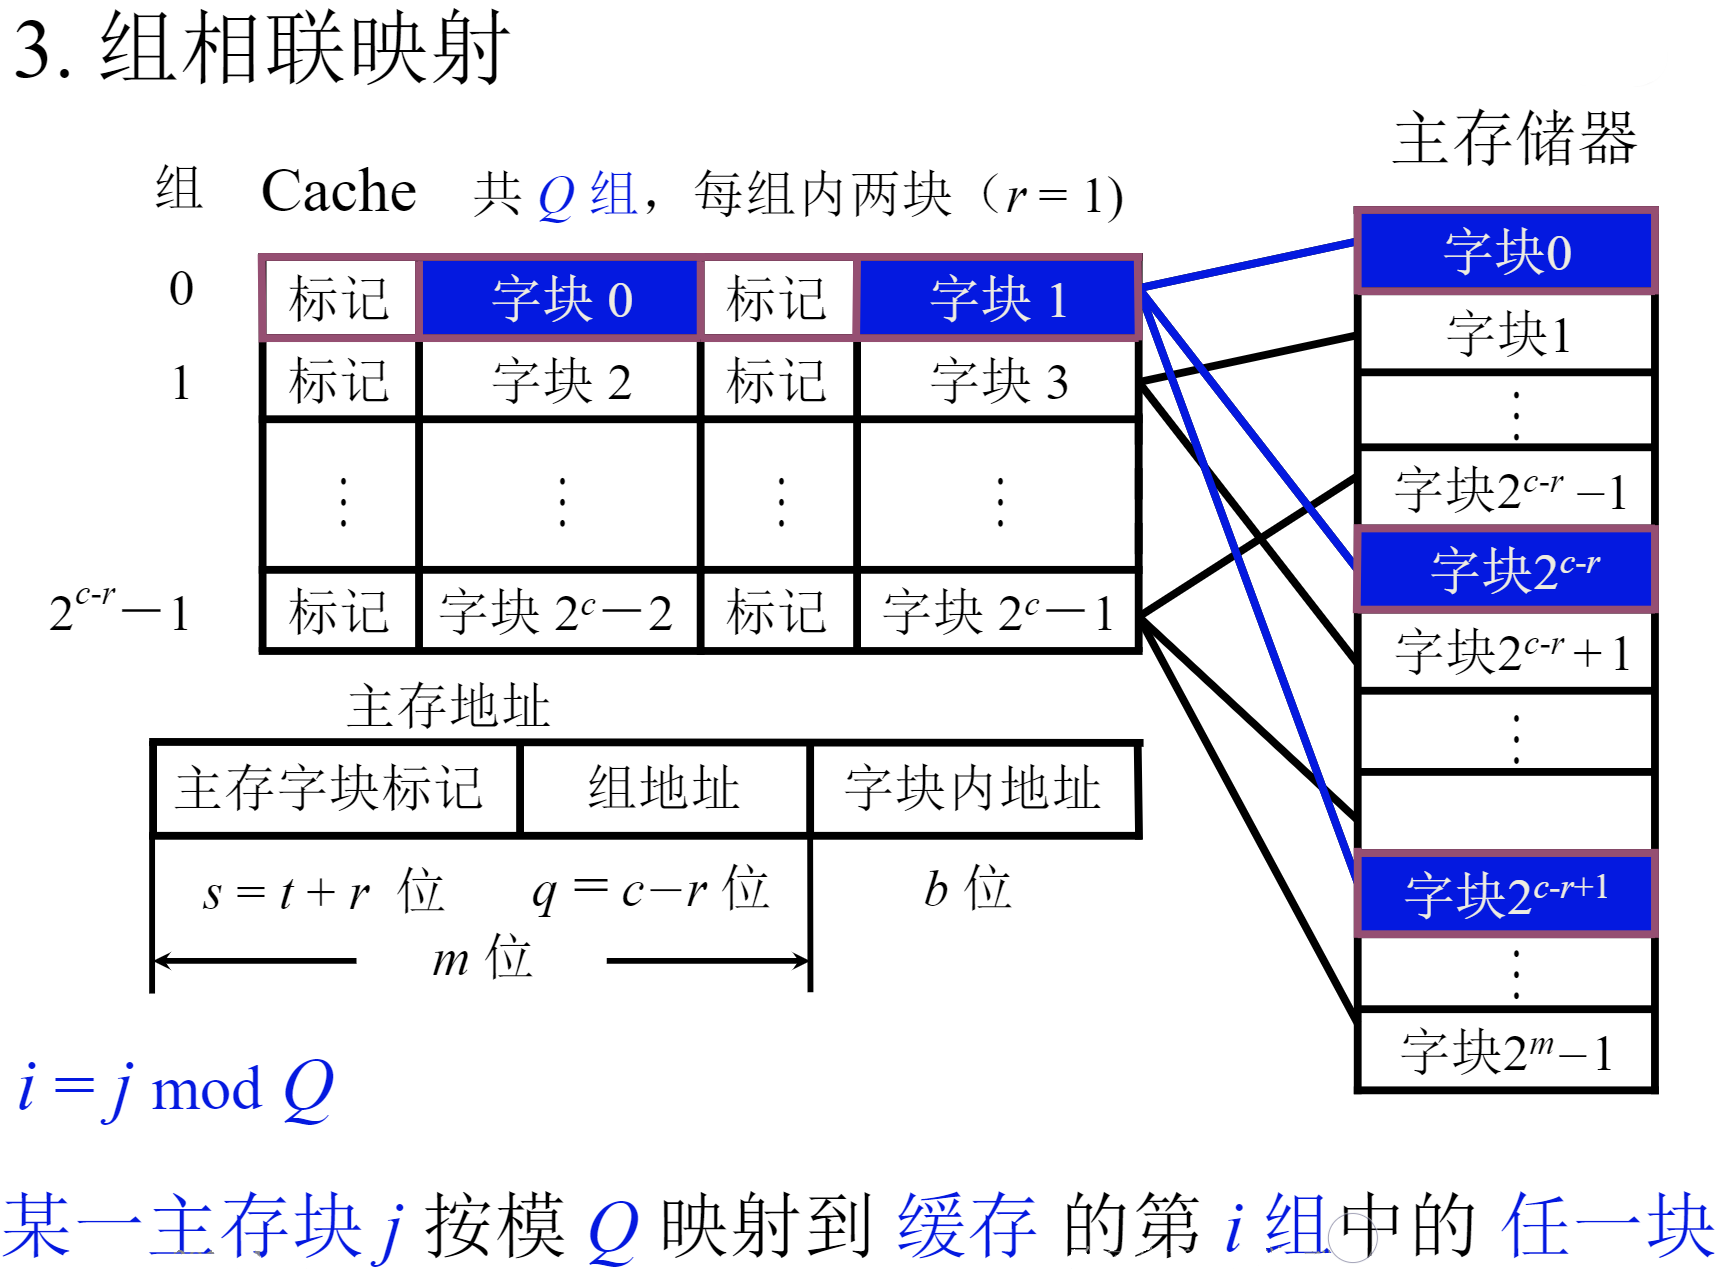 3. 组相联映射
主存储器
组 Cache 共 Q 组，每组内两块（r = 1)
0 标记 字块 0 标记 字块 1
1 标记 字块 2 标记 字块 3
⋮ ⋮ ⋮ ⋮
2^{c-r}－1 标记 字块 2^c－2 标记 字块 2^c－1
字块0
字块1
⋮
字块2^{c-r} −1
字块2^{c-r}
字块2^{c-r} + 1
⋮
字块2^{c-r+1}
⋮
字块2^m−1
主存地址
主存字块标记 组地址 字块内地址
s = t + r 位 q = c−r 位 b 位
m 位
i = j mod Q
某一主存块 j 按模 Q 映射到 缓存 的第 i 组中的 任一块